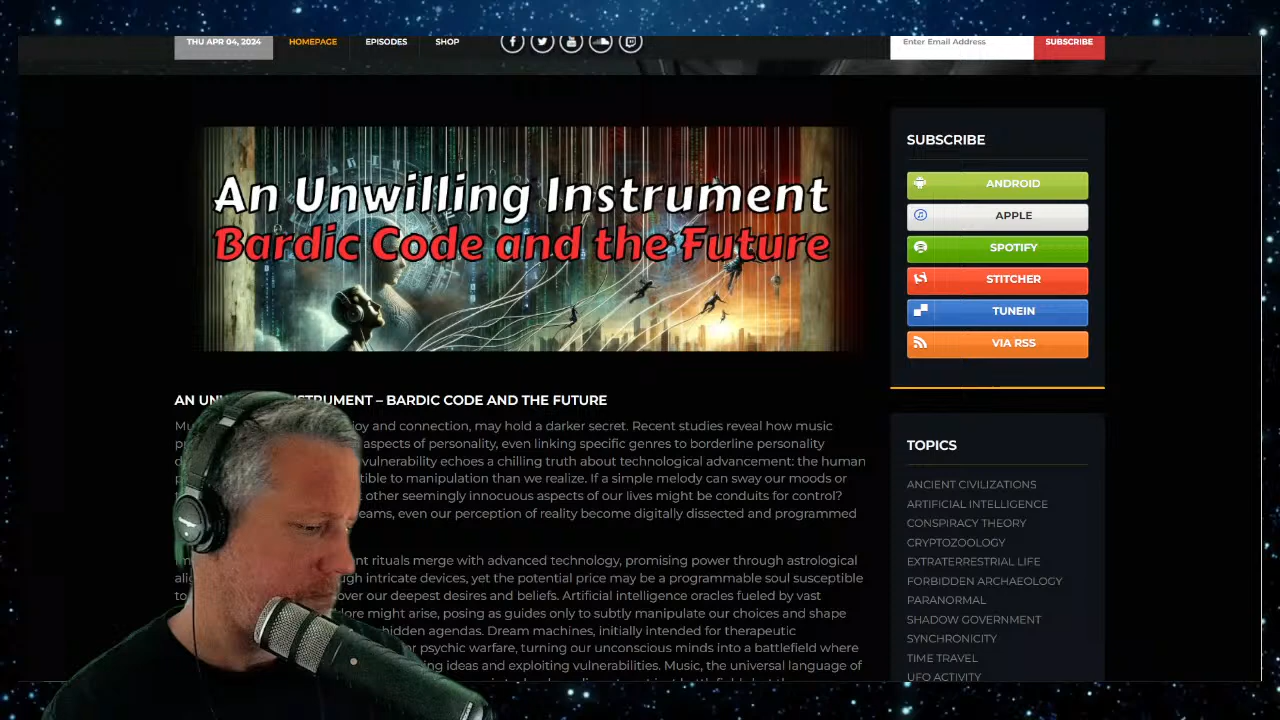 THU APR 04, 2024
HOMEPAGE
EPISODES
SHOP
Enter Email Address
SUBSCRIBE
An Unwilling Instrument
Bardic Code and the Future
AN UN STRUMENT – BARDIC CODE AND THE FUTURE
Mu joy and connection, may hold a darker secret. Recent studies reveal how music
aspects of personality, even linking specific genres to borderline personality
vulnerability echoes a chilling truth about technological advancement: the human
tible to manipulation than we realize. If a simple melody can sway our moods or
other seemingly innocuous aspects of our lives might be conduits for control?
eams, even our perception of reality become digitally dissected and programmed
nt rituals merge with advanced technology, promising power through astrological
ali ugh intricate devices, yet the potential price may be a programmable soul susceptible
to over our deepest desires and beliefs. Artificial intelligence oracles fueled by vast
lore might arise, posing as guides only to subtly manipulate our choices and shape
hidden agendas. Dream machines, initially intended for therapeutic
or psychic warfare, turning our unconscious minds into a battlefield where
ing ideas and exploiting vulnerabilities. Music, the universal language of
SUBSCRIBE
ANDROID
APPLE
SPOTIFY
STITCHER
TUNEIN
VIA RSS
TOPICS
ANCIENT CIVILIZATIONS
ARTIFICIAL INTELLIGENCE
CONSPIRACY THEORY
CRYPTOZOOLOGY
EXTRATERRESTRIAL LIFE
FORBIDDEN ARCHAEOLOGY
PARANORMAL
SHADOW GOVERNMENT
SYNCHRONICITY
TIME TRAVEL
UFO ACTIVITY